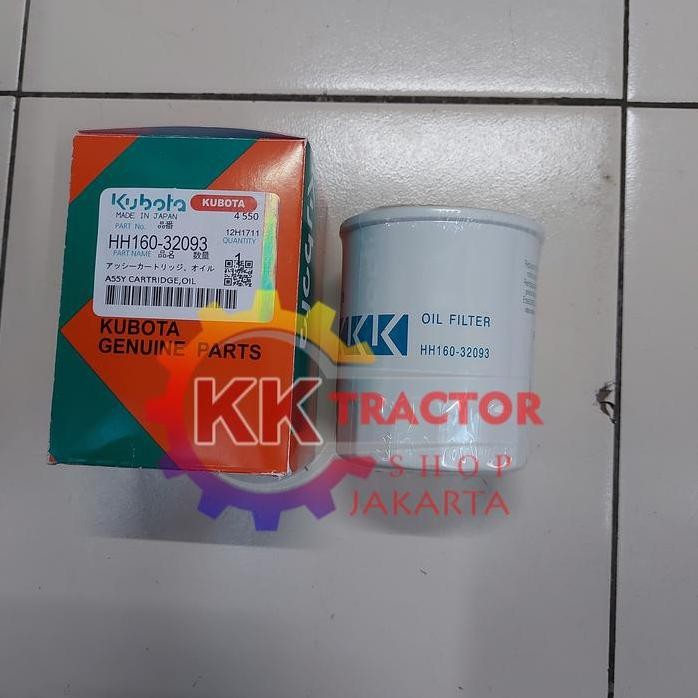 Kubota
KUBOTA
MADE IN JAPAN
4 550
PART No. 品番
12H1711
HH160-32093
QUANTITY
PART NAME 品名 数量
1
アッシーカートリッジ、オイル
ASSY CARTRIDGE,OIL
KUBOTA
GENUINE PARTS
OIL FILTER
HH160-32093
KK TRACTOR
SHOP
JAKARTA